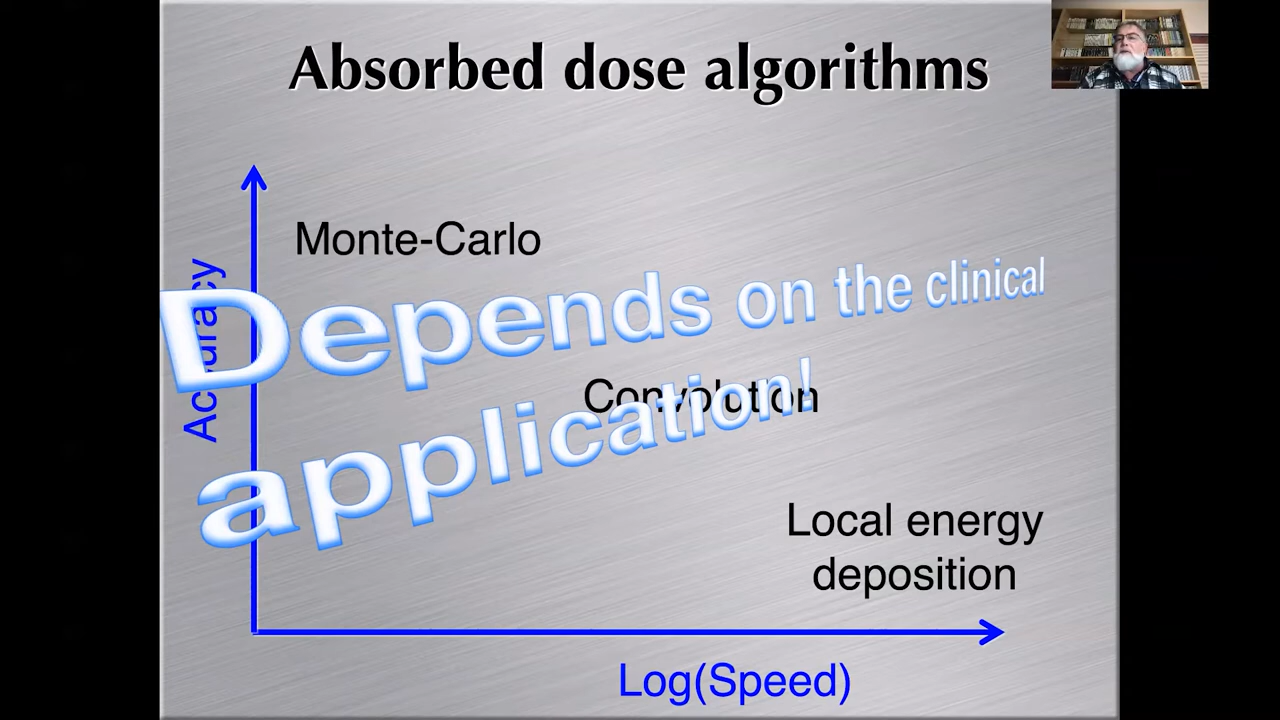 Absorbed dose algorithms
Monte-Carlo
Accuracy
Depends on the clinical
application!
Convolution
Local energy
deposition
Log(Speed)